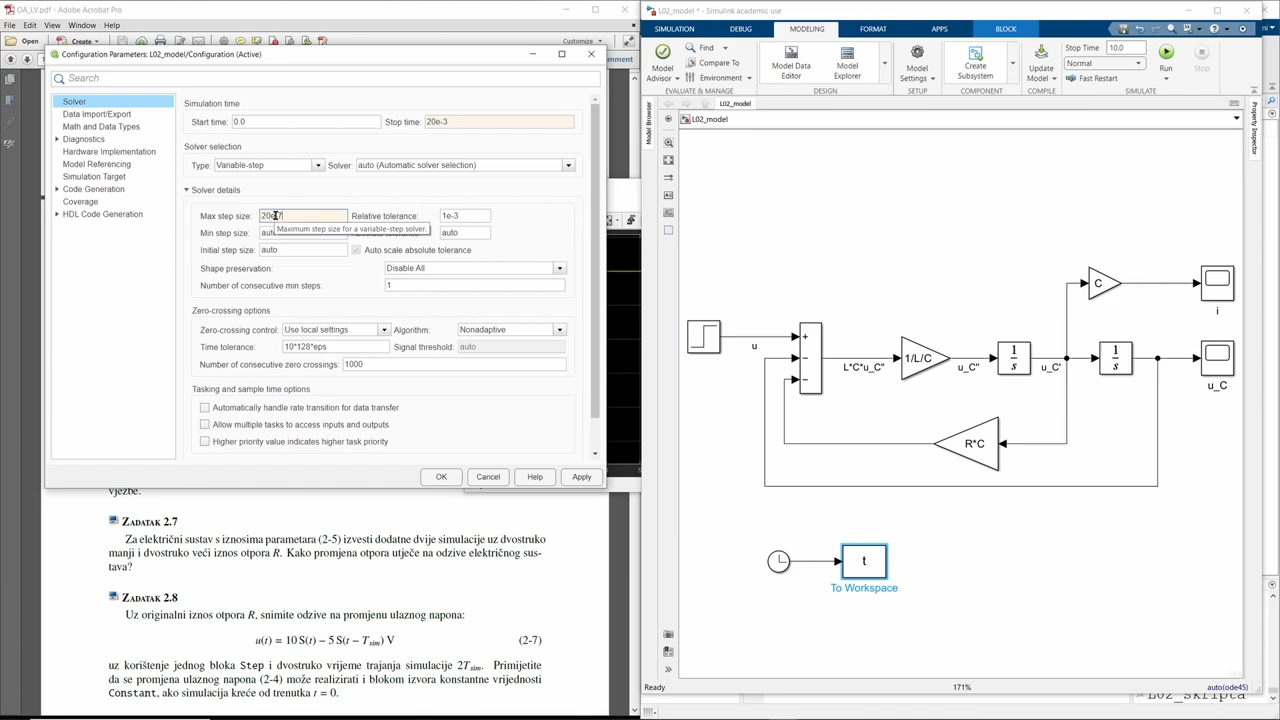 OA_LV.pdf - Adobe Acrobat Pro
File Edit View Window Help
Open
Create
Customize
Configuration Parameters: L02_model/Configuration (Active)
Search
Solver
Data Import/Export
Math and Data Types
Diagnostics
Hardware Implementation
Model Referencing
Simulation Target
Code Generation
Coverage
HDL Code Generation
Simulation time
Start time: 0.0 Stop time: 20e-3
Solver selection
Type: Variable-step Solver: auto (Automatic solver selection)
Solver details
Max step size: Relative tolerance: 1e-3
Maximum step size for a variable-step solver.
Min step size: auto
Initial step size: auto Auto scale absolute tolerance
Shape preservation: Disable All
Number of consecutive min steps: 1
Zero-crossing options
Zero-crossing control: Use local settings Algorithm: Nonadaptive
Time tolerance: 10*128*eps Signal threshold: auto
Number of consecutive zero crossings: 1000
Tasking and sample time options
Automatically handle rate transition for data transfer
Allow multiple tasks to access inputs and outputs
Higher priority value indicates higher task priority
OK Cancel Help Apply
vježbe.
ZADATAK 2.7
Za električni sustav s iznosima parametara (2-5) izvesti dodatne dvije simulacije uz dvostruko
manji i dvostruko veći iznos otpora R. Kako promjena otpora utječe na odzive električnog sus-
tava?
ZADATAK 2.8
Uz originalni iznos otpora R, snimite odzive na promjenu ulaznog napona:
u(t) = 10 S(t) − 5 S(t − Tsim) V (2-7)
uz korištenje jednog bloka Step i dvostruko vrijeme trajanja simulacije 2Tsim. Primijetite
da se promjena ulaznog napona (2-4) može realizirati i blokom izvora konstantne vrijednosti
Constant, ako simulacija kreće od trenutka t = 0.
L02_model * - Simulink academic use
SIMULATION DEBUG MODELING FORMAT APPS BLOCK
Model Advisor
Find
Compare To
Environment
EVALUATE & MANAGE
Model Data Editor
Model Explorer
DESIGN
Model Settings
SETUP
Create Subsystem
COMPONENT
Update Model
COMPILE
Stop Time 10.0
Normal
Fast Restart
Run
Stop
SIMULATE
L02_model
L02_model
Model Browser
Property Inspector
C
i
u
+
−
−
L*C*u_C''
1/L/C
u_C''
1
s
u_C'
1
s
u_C
R*C
t
To Workspace
Ready 171% auto(ode45)